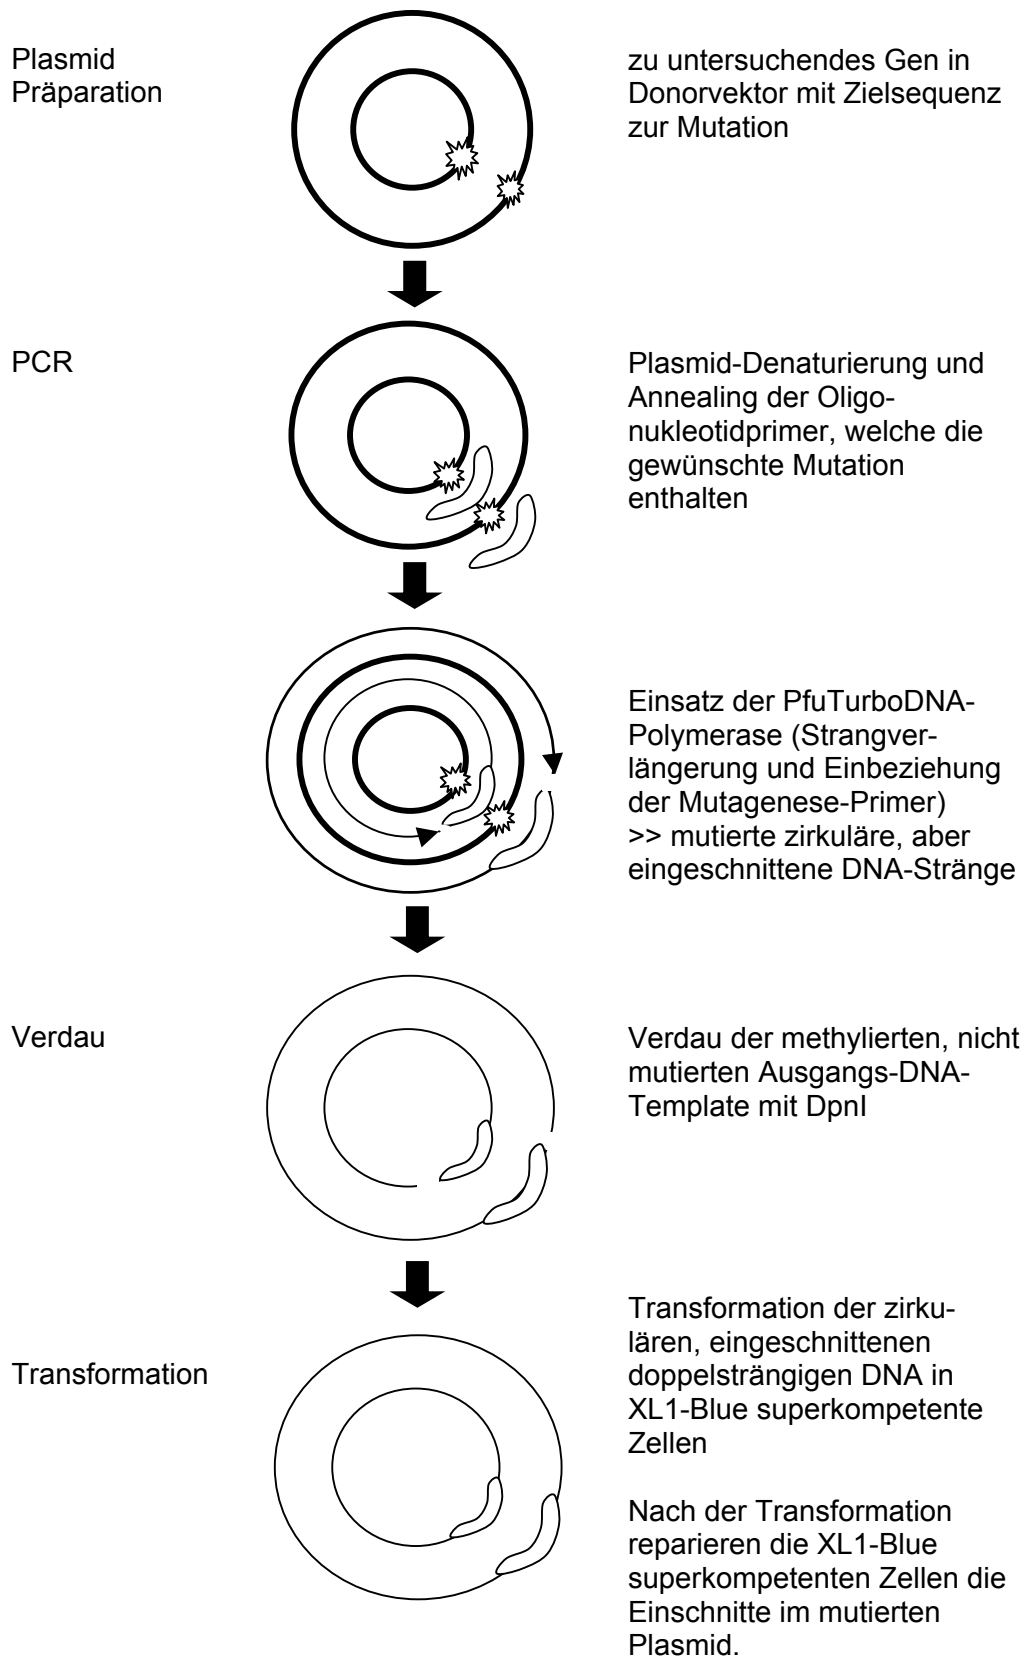 Plasmid
Präparation
zu untersuchendes Gen in
Donorvektor mit Zielsequenz
zur Mutation
PCR
Plasmid-Denaturierung und
Annealing der Oligo-
nukleotidprimer, welche die
gewünschte Mutation
enthalten
Einsatz der PfuTurboDNA-
Polymerase (Strangver-
längerung und Einbeziehung
der Mutagenese-Primer)
>> mutierte zirkuläre, aber
eingeschnittene DNA-Stränge
Verdau
Verdau der methylierten, nicht
mutierten Ausgangs-DNA-
Template mit DpnI
Transformation
Transformation der zirku-
lären, eingeschnittenen
doppelsträngigen DNA in
XL1-Blue superkompetente
Zellen
Nach der Transformation
reparieren die XL1-Blue
superkompetenten Zellen die
Einschnitte im mutierten
Plasmid.